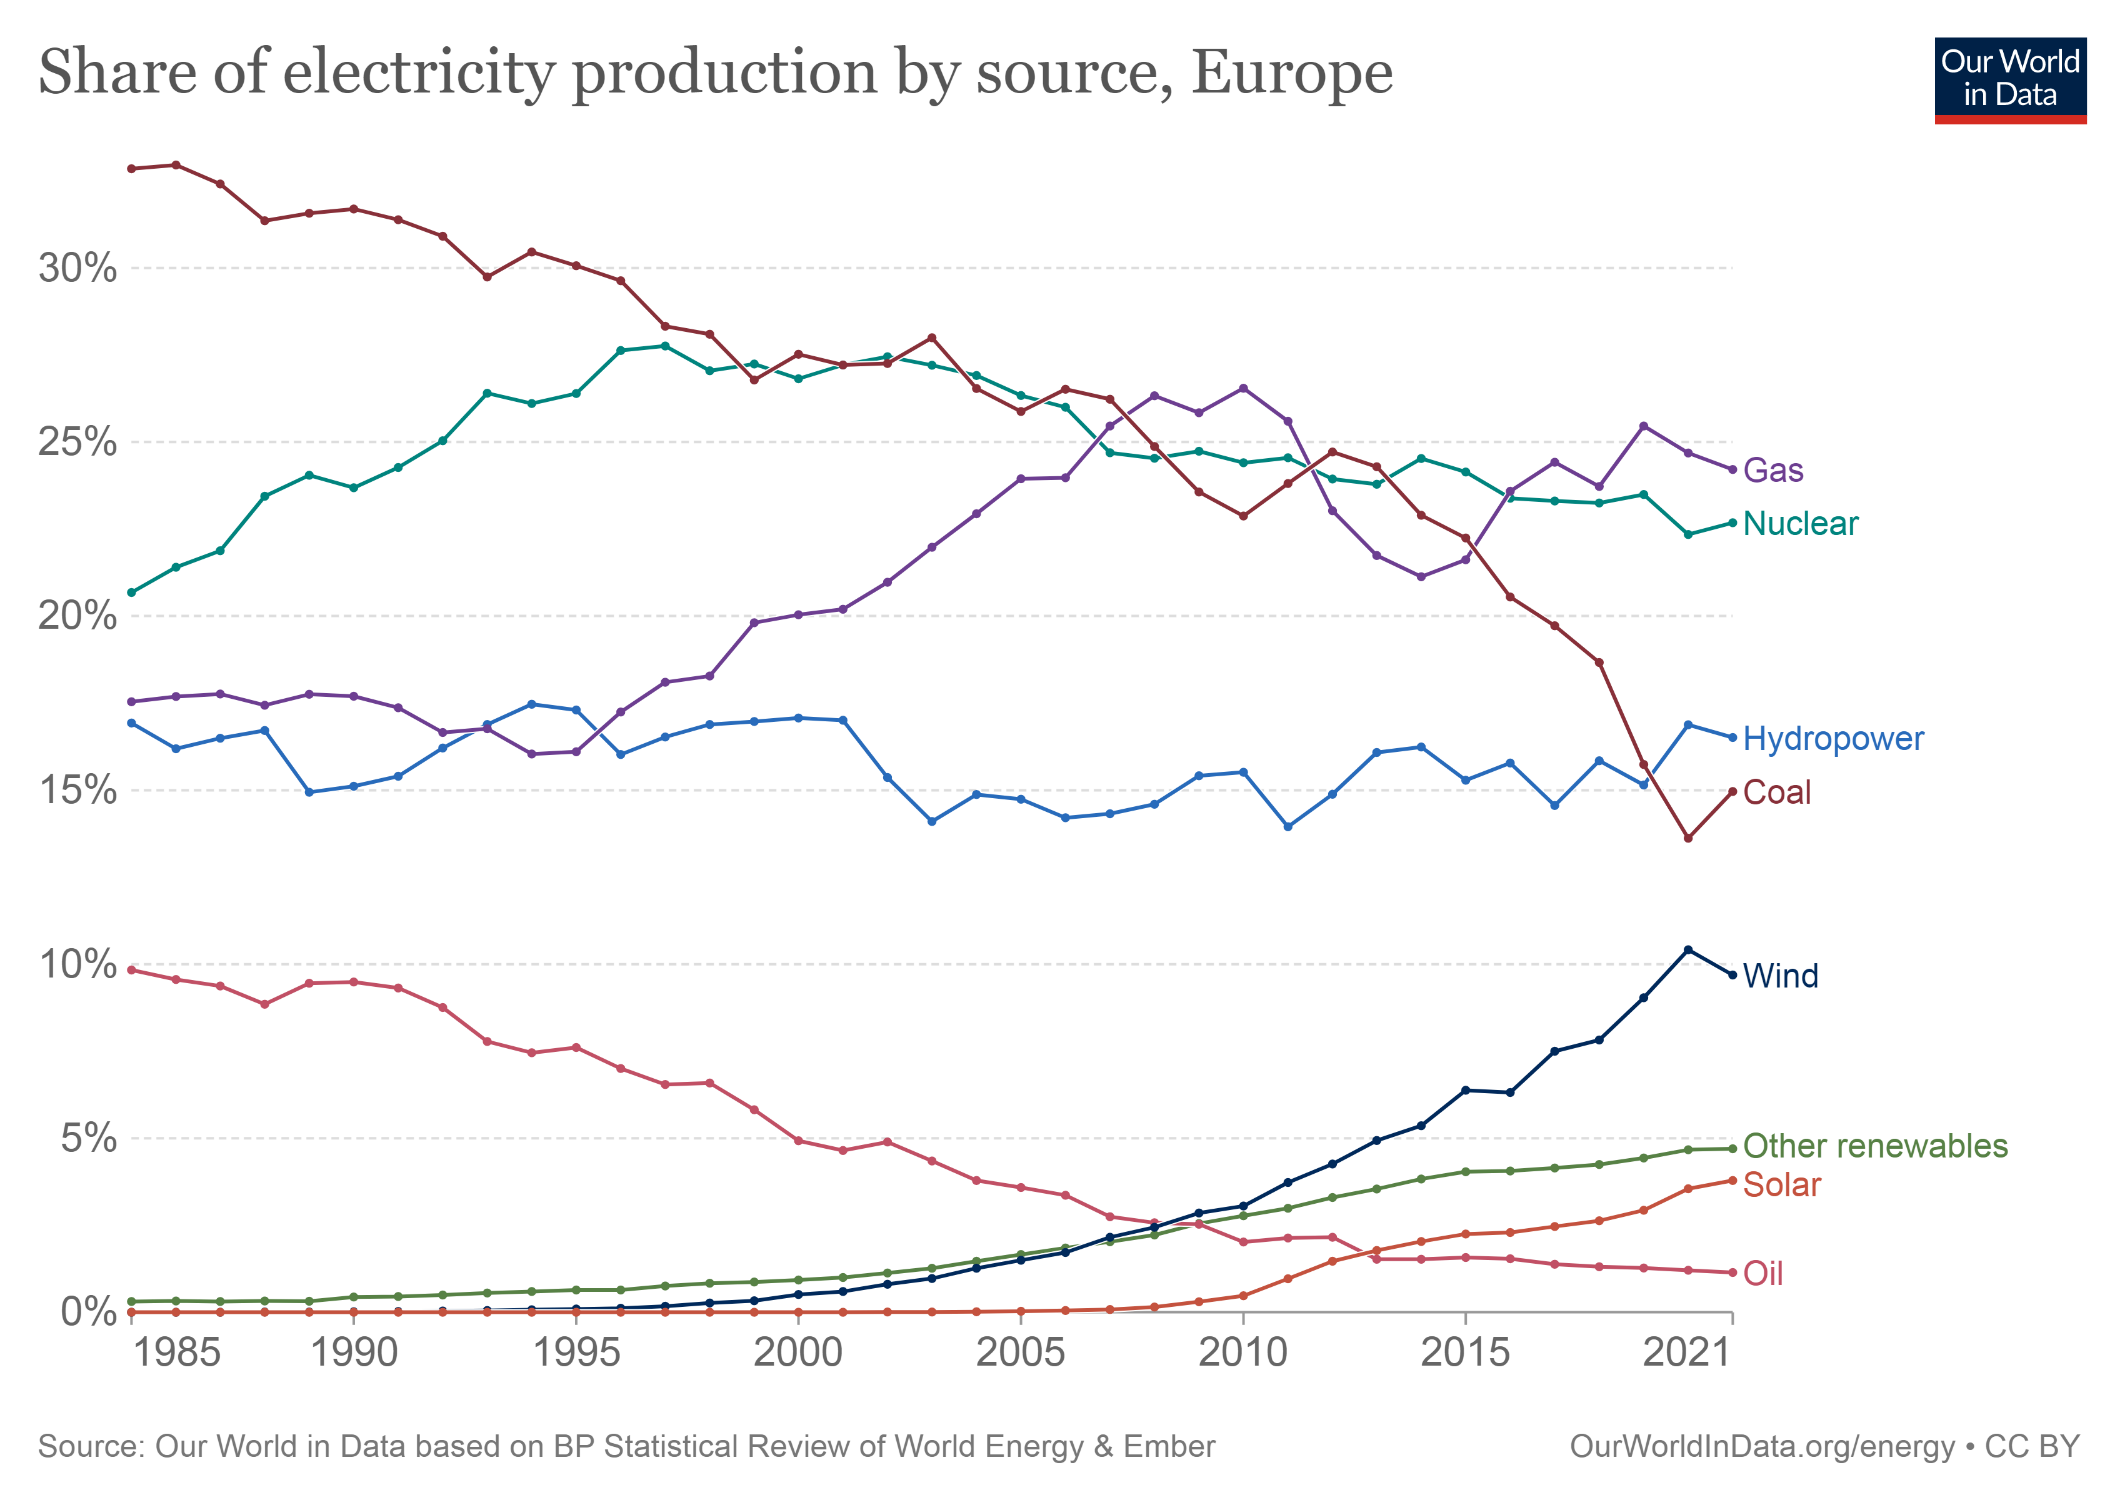 Share of electricity production by source, Europe
Our World
in Data
30%
25%
20%
15%
10%
5%
0%
Gas
Nuclear
Hydropower
Coal
Wind
Other renewables
Solar
Oil
1985 1990 1995 2000 2005 2010 2015 2021
Source: Our World in Data based on BP Statistical Review of World Energy & Ember
OurWorldInData.org/energy • CC BY